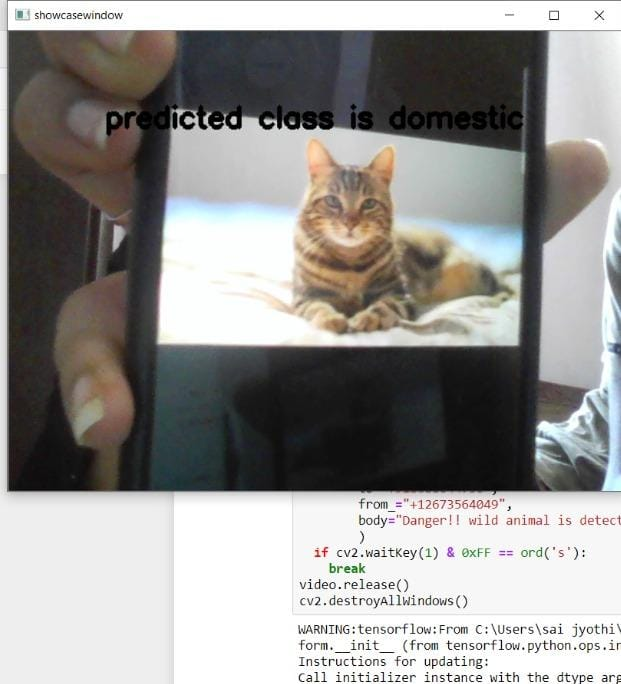 showcasewindow
predicted class is domestic
from_="+12673564049",
body="Danger!! wild animal is detect
)
if cv2.waitKey(1) & 0xFF == ord('s'):
break
video.release()
cv2.destroyAllWindows()
WARNING:tensorflow:From C:\Users\sai jyothi\
form.__init__ (from tensorflow.python.ops.in
Instructions for updating:
Call initializer instance with the dtype arg